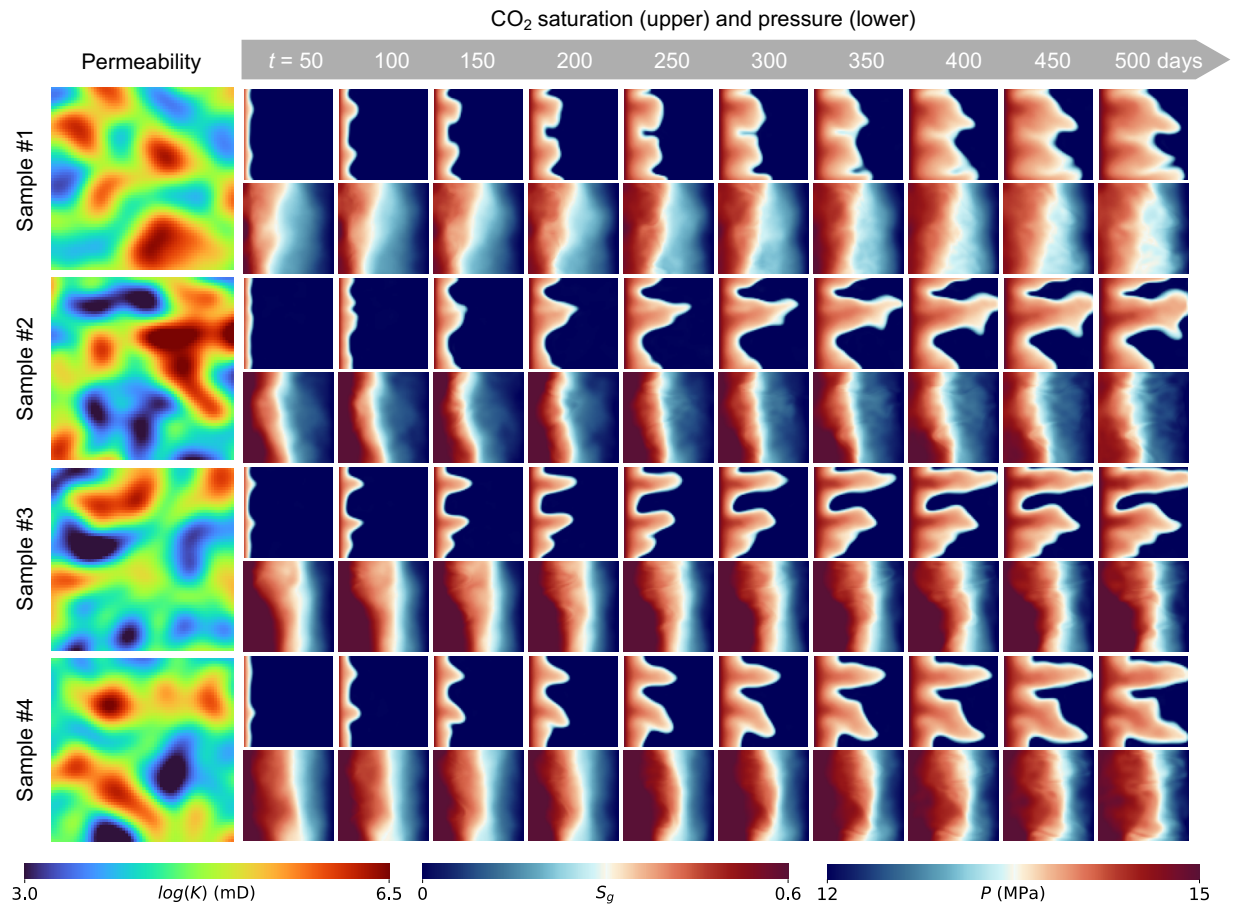 CO₂ saturation (upper) and pressure (lower)
Permeability
t = 50 100 150 200 250 300 350 400 450 500 days
Sample #1
Sample #2
Sample #3
Sample #4
3.0 log(K) (mD) 6.5 0 S_g 0.6 12 P (MPa) 15